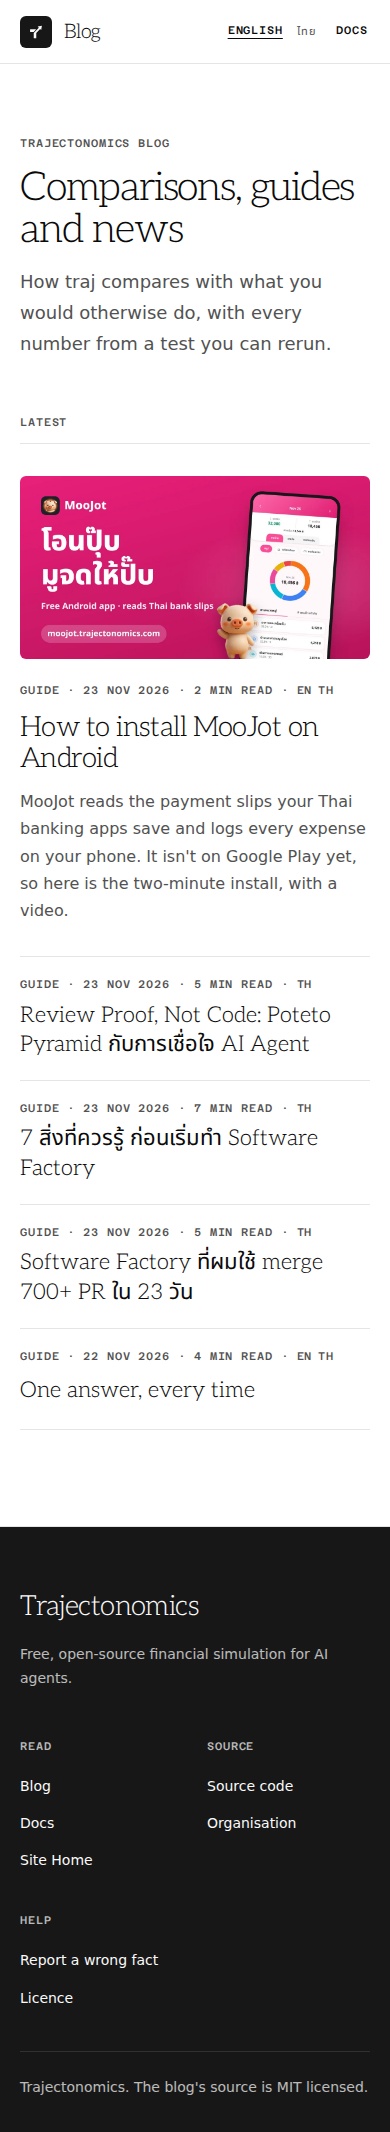 Blog
ENGLISH ไทย DOCS
TRAJECTONOMICS BLOG
Comparisons, guides
and news
How traj compares with what you
would otherwise do, with every
number from a test you can rerun.
LATEST
MooJot
โอนปุ๊บ
มูจดให้ปั๊บ
Free Android app · reads Thai bank slips
moojot.trajectonomics.com
GUIDE · 23 NOV 2026 · 2 MIN READ · EN TH
How to install MooJot on
Android
MooJot reads the payment slips your Thai
banking apps save and logs every expense
on your phone. It isn't on Google Play yet,
so here is the two-minute install, with a
video.
GUIDE · 23 NOV 2026 · 5 MIN READ · TH
Review Proof, Not Code: Poteto
Pyramid กับการเชื่อใจ AI Agent
GUIDE · 23 NOV 2026 · 7 MIN READ · TH
7 สิ่งที่ควรรู้ ก่อนเริ่มทำ Software
Factory
GUIDE · 23 NOV 2026 · 5 MIN READ · TH
Software Factory ที่ผมใช้ merge
700+ PR ใน 23 วัน
GUIDE · 22 NOV 2026 · 4 MIN READ · EN TH
One answer, every time
Trajectonomics
Free, open-source financial simulation for AI
agents.
READ
Blog
Docs
Site Home
SOURCE
Source code
Organisation
HELP
Report a wrong fact
Licence
Trajectonomics. The blog's source is MIT licensed.